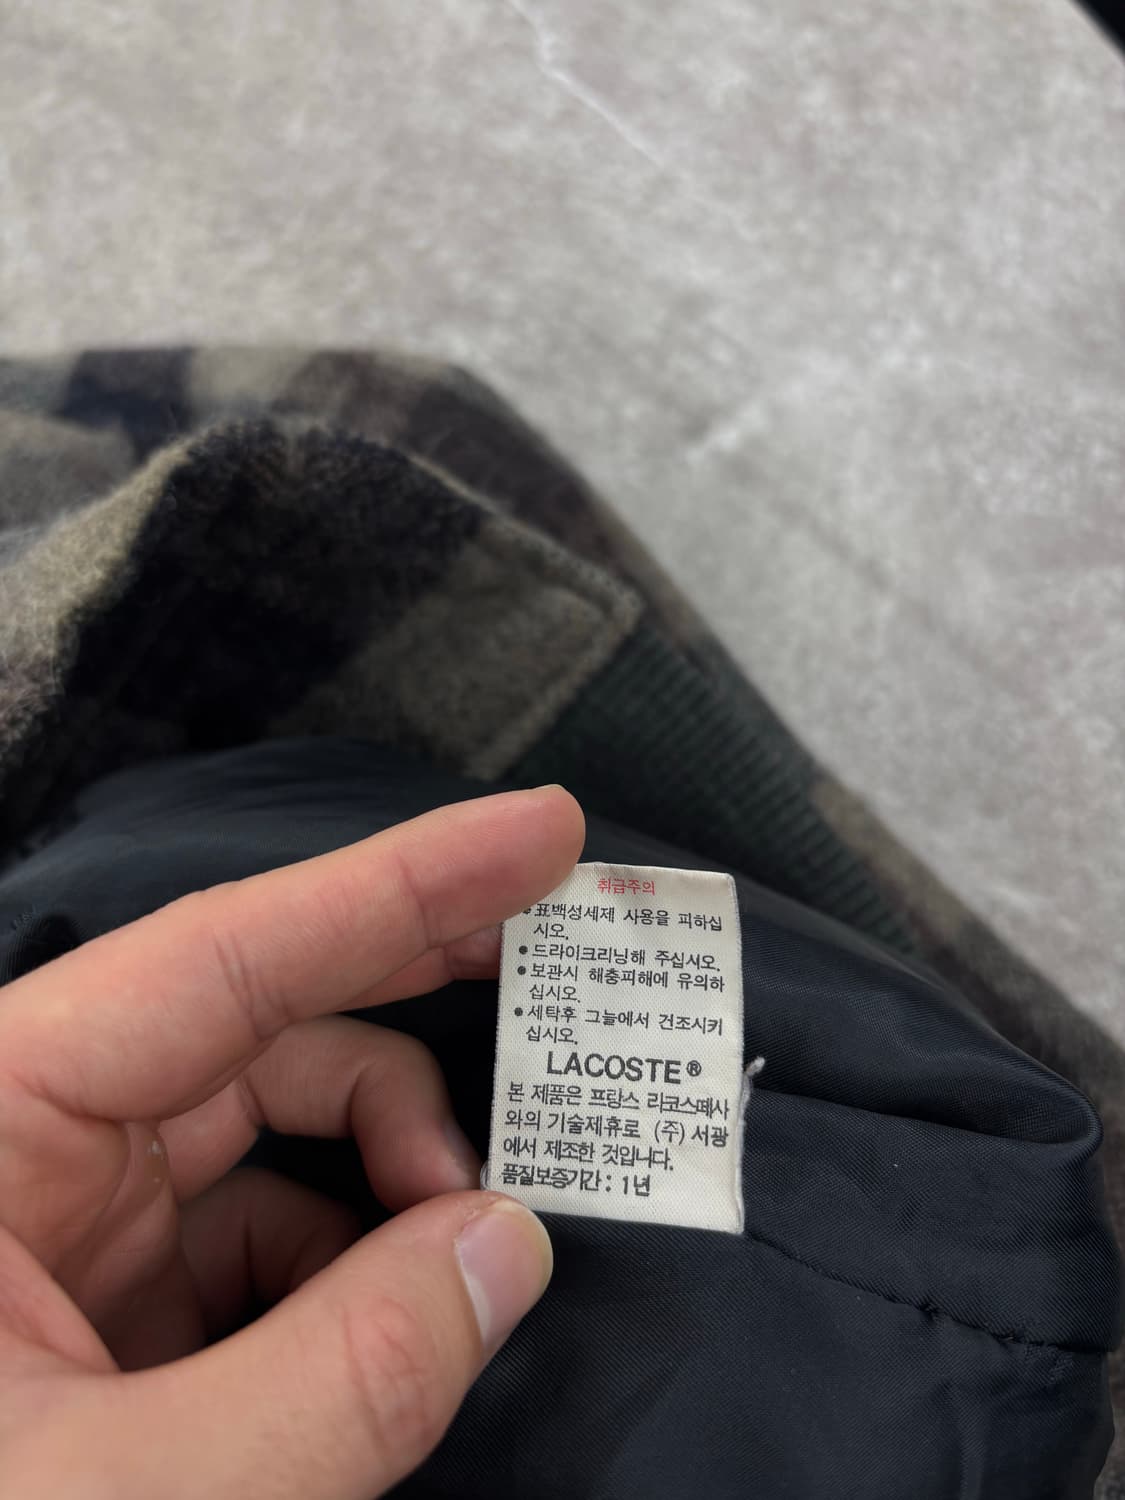 취급주의
● 표백성세제 사용을 피하십
시오.
● 드라이크리닝해 주십시오.
● 보관시 해충피해에 유의하
십시오.
● 세탁후 그늘에서 건조시키
십시오.
LACOSTE®
본 제품은 프랑스 리코스떼사
와의 기술제휴로 (주) 서광
에서 제조한 것입니다.
품질보증기간 : 1년